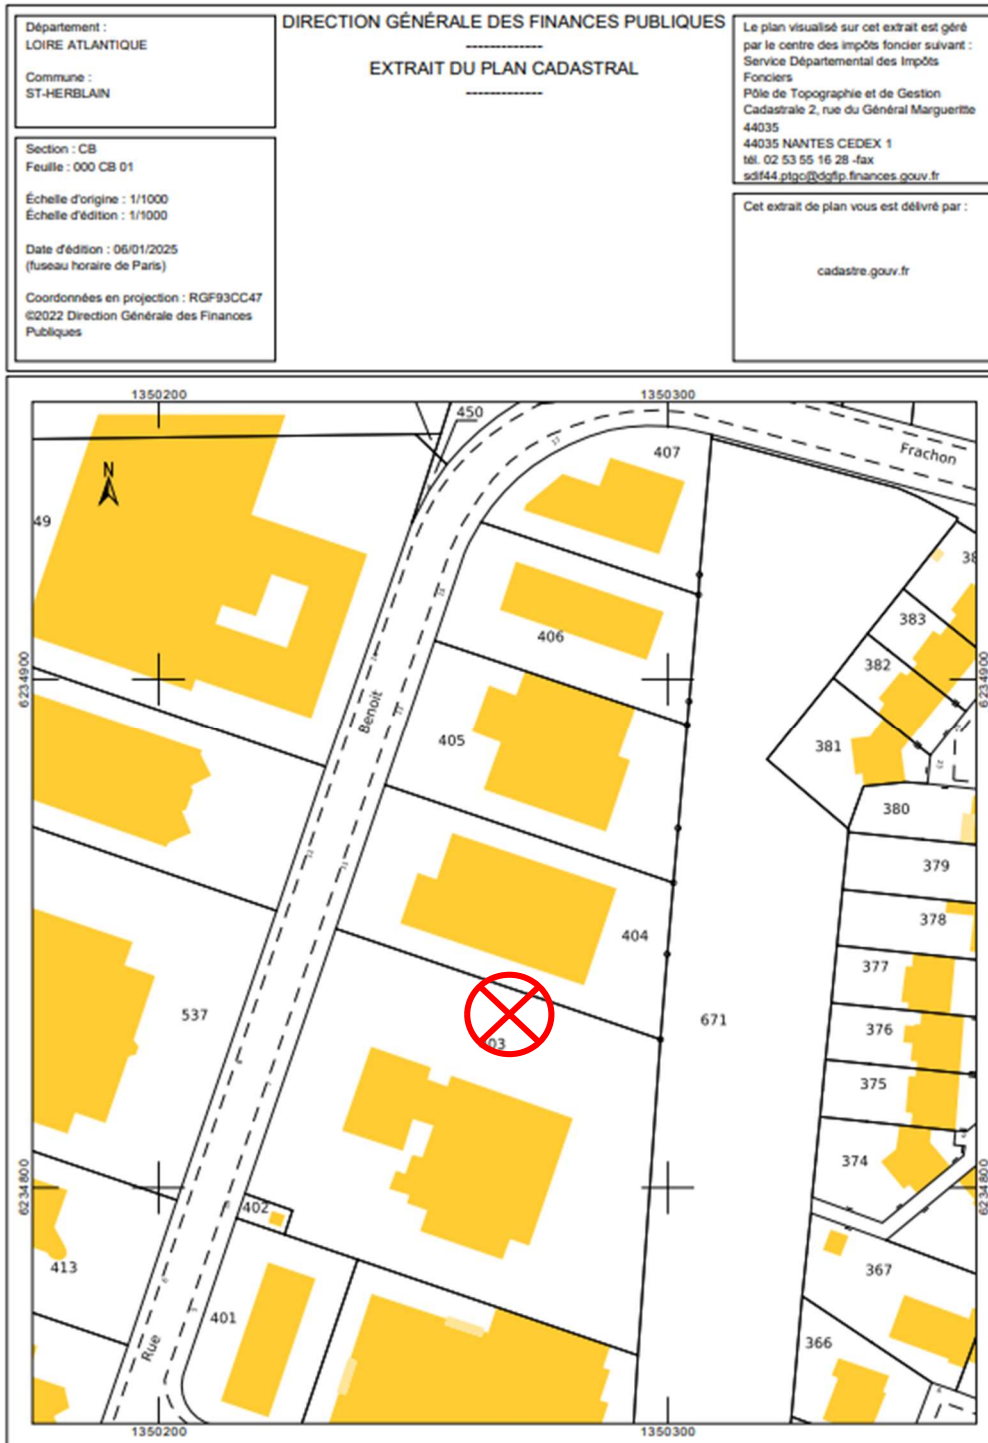 Département :
LOIRE ATLANTIQUE
Commune :
ST-HERBLAIN
Section : CB
Feuille : 000 CB 01
Échelle d'origine : 1/1000
Échelle d'édition : 1/1000
Date d'édition : 06/01/2025
(fuseau horaire de Paris)
Coordonnées en projection : RGF93CC47
©2022 Direction Générale des Finances
Publiques
DIRECTION GÉNÉRALE DES FINANCES PUBLIQUES
-------------
EXTRAIT DU PLAN CADASTRAL
-------------
Le plan visualisé sur cet extrait est géré
par le centre des impôts foncier suivant :
Service Départemental des Impôts
Fonciers
Pôle de Topographie et de Gestion
Cadastrale 2, rue du Général Margueritte
44035
44035 NANTES CEDEX 1
tél. 02 53 55 16 28 -fax
sdif44.ptgc@dgfip.finances.gouv.fr
Cet extrait de plan vous est délivré par :
cadastre.gouv.fr
1350200
1350300
450
407
Frachon
N
49
38
383
406
382
6234900
6234900
Benoit
405
381
380
379
404
378
377
537
671
376
03
375
374
6234800
6234800
402
413
367
401
366
Rue
1350200
1350300